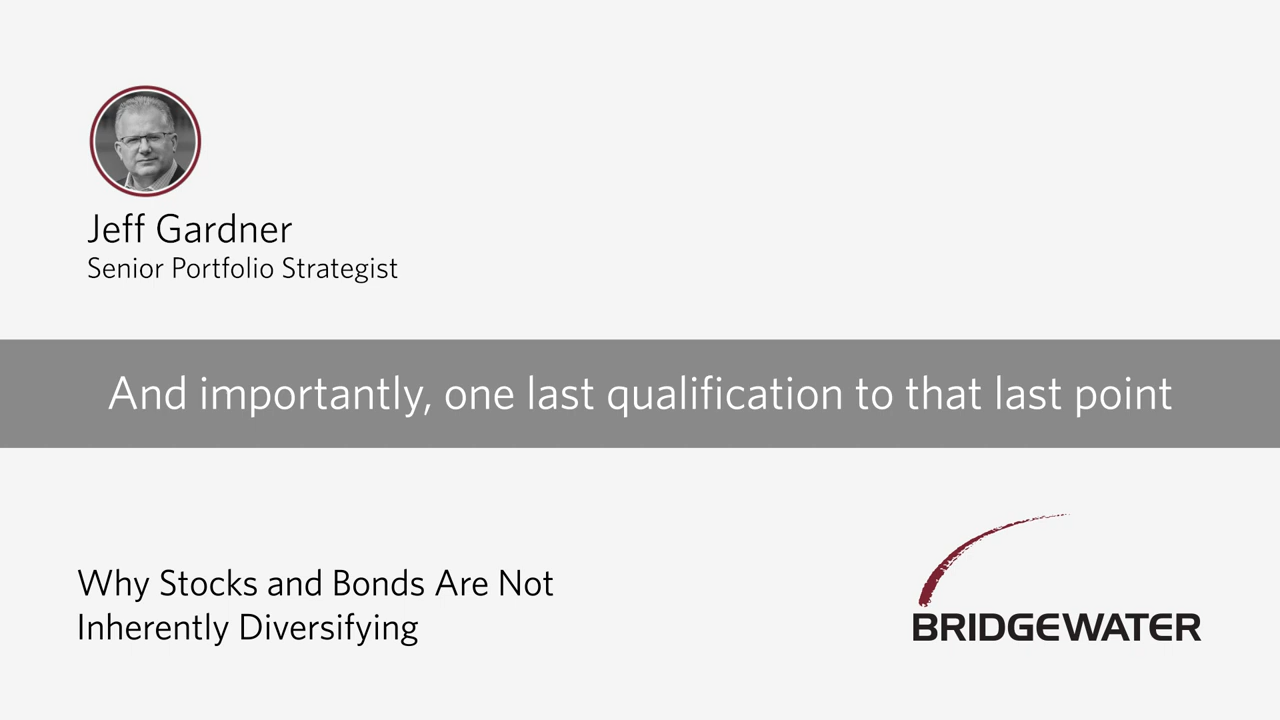 Jeff Gardner
Senior Portfolio Strategist
And importantly, one last qualification to that last point
Why Stocks and Bonds Are Not
Inherently Diversifying
BRIDGEWATER